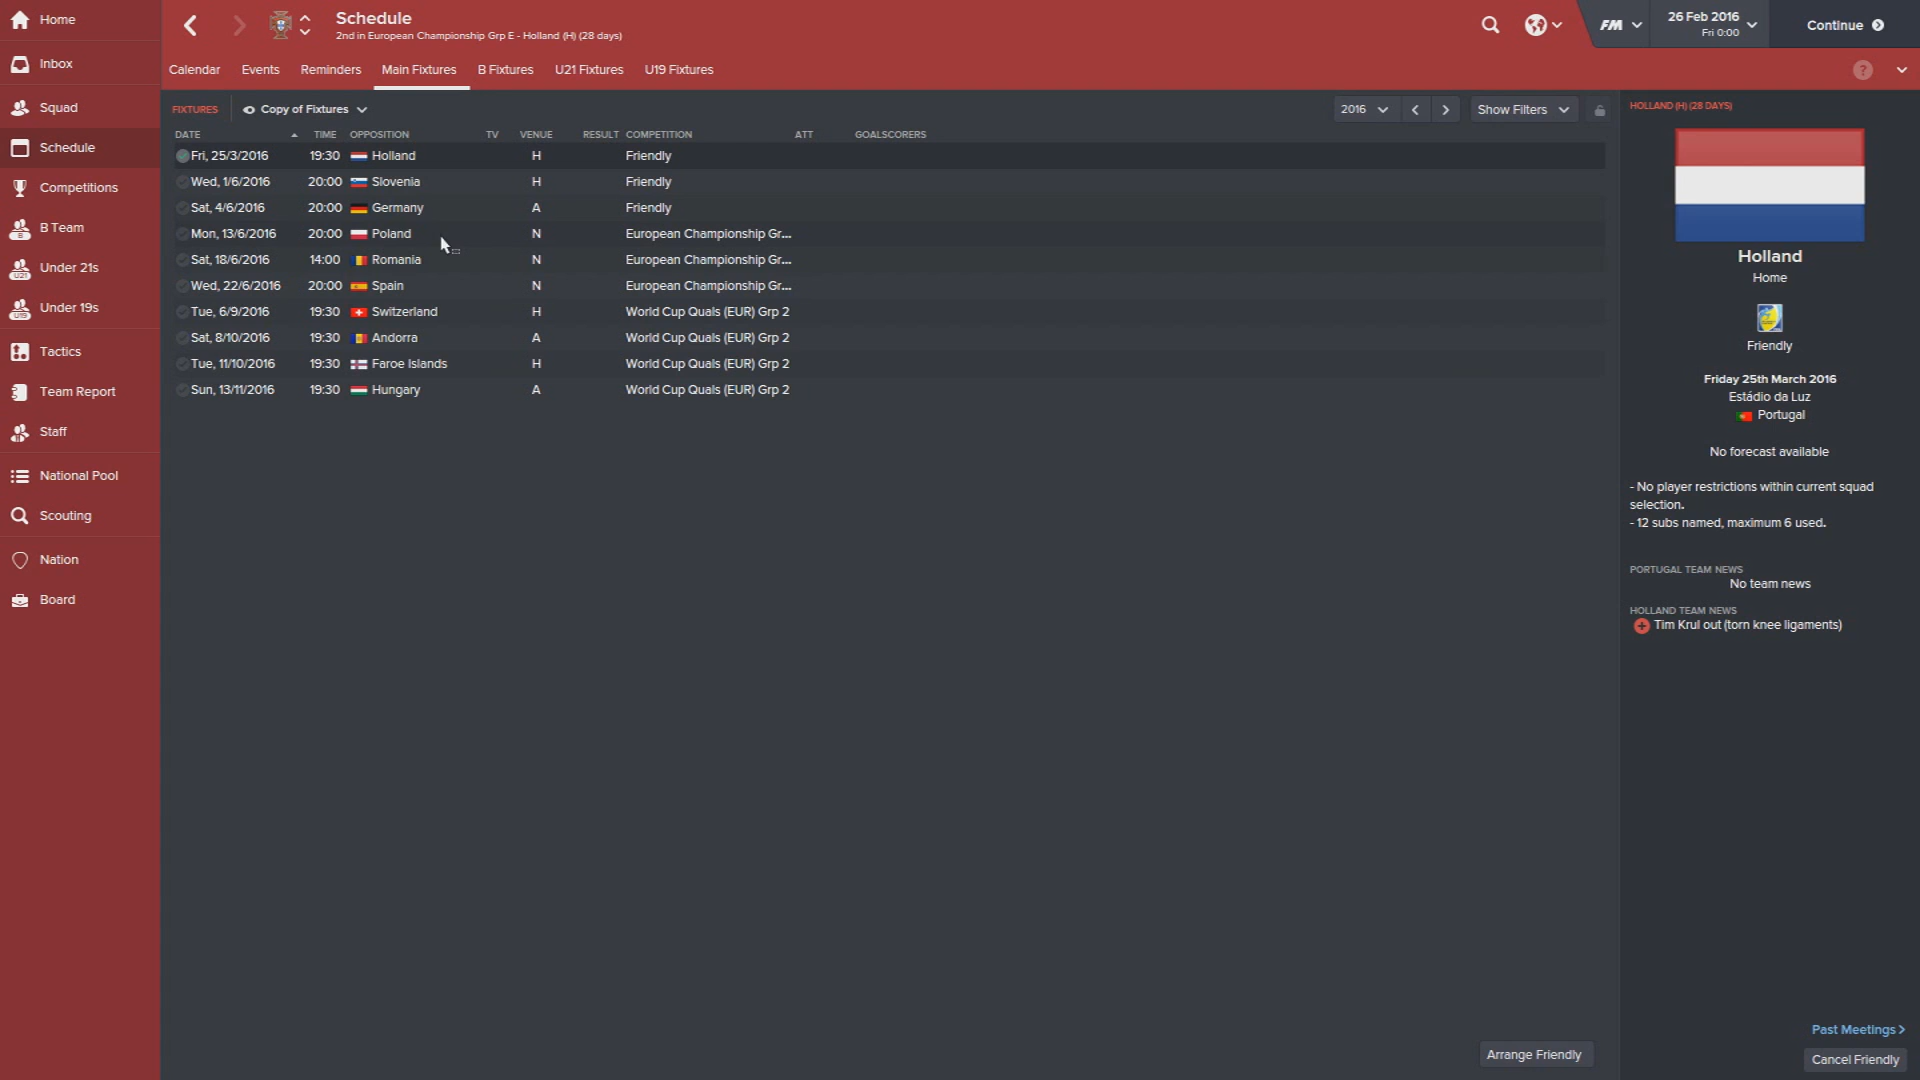 Home
Inbox
Squad
Schedule
Competitions
B Team
Under 21s
Under 19s
Tactics
Team Report
Staff
National Pool
Scouting
Nation
Board
Schedule
2nd in European Championship Grp E - Holland (H) (28 days)
FM
26 Feb 2016
Fri 0:00
Continue
Calendar Events Reminders Main Fixtures B Fixtures U21 Fixtures U19 Fixtures
?
FIXTURES Copy of Fixtures 2016 Show Filters
DATE TIME OPPOSITION TV VENUE RESULT COMPETITION ATT GOALSCORERS
Fri, 25/3/2016 19:30 Holland H Friendly
Wed, 1/6/2016 20:00 Slovenia H Friendly
Sat, 4/6/2016 20:00 Germany A Friendly
Mon, 13/6/2016 20:00 Poland N European Championship Gr...
Sat, 18/6/2016 14:00 Romania N European Championship Gr...
Wed, 22/6/2016 20:00 Spain N European Championship Gr...
Tue, 6/9/2016 19:30 Switzerland H World Cup Quals (EUR) Grp 2
Sat, 8/10/2016 19:30 Andorra A World Cup Quals (EUR) Grp 2
Tue, 11/10/2016 19:30 Faroe Islands H World Cup Quals (EUR) Grp 2
Sun, 13/11/2016 19:30 Hungary A World Cup Quals (EUR) Grp 2
Arrange Friendly
HOLLAND (H) (28 DAYS)
Holland
Home
Friendly
Friday 25th March 2016
Estádio da Luz
Portugal
No forecast available
- No player restrictions within current squad
selection.
- 12 subs named, maximum 6 used.
PORTUGAL TEAM NEWS
No team news
HOLLAND TEAM NEWS
Tim Krul out (torn knee ligaments)
Past Meetings >
Cancel Friendly